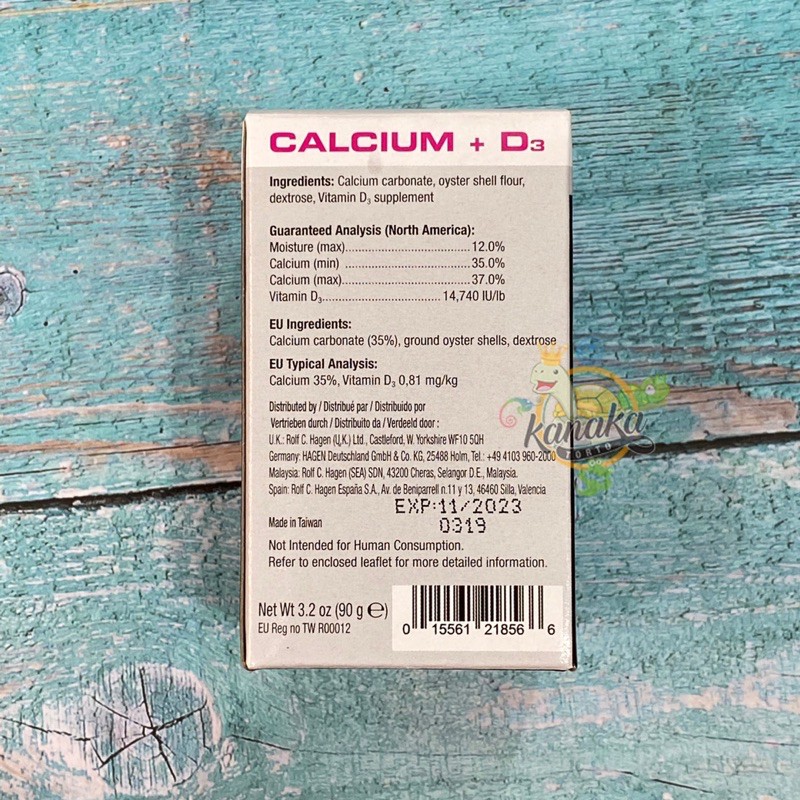 CALCIUM + D3
Ingredients: Calcium carbonate, oyster shell flour,
dextrose, Vitamin D3 supplement
Guaranteed Analysis (North America):
Moisture (max)....................................12.0%
Calcium (min) ....................................35.0%
Calcium (max)....................................37.0%
Vitamin D3..................................14,740 IU/lb
EU Ingredients:
Calcium carbonate (35%), ground oyster shells, dextrose
EU Typical Analysis:
Calcium 35%, Vitamin D3 0,81 mg/kg
Distributed by / Distribué par / Distribuido por
Vertrieben durch / Distribuito da / Verdeeld door :
U.K.: Rolf C. Hagen (U,K.) Ltd., Castleford, W. Yorkshire WF10 5QH
Germany: HAGEN Deutschland GmbH & Co. KG, 25488 Holm, Tel.: +49 4103 960-2000
Malaysia: Rolf C. Hagen (SEA) SDN, 43200 Cheras, Selangor D.E., Malaysia.
Spain: Rolf C. Hagen España S.A., Av. de Beniparrell n.11 y 13, 46460 Silla, Valencia
EXP:11/2023
Made in Taiwan
0319
Not Intended for Human Consumption.
Refer to enclosed leaflet for more detailed information.
Net Wt 3.2 oz (90 g e)
EU Reg no TW R00012
0 15561 21856 6
kanaka